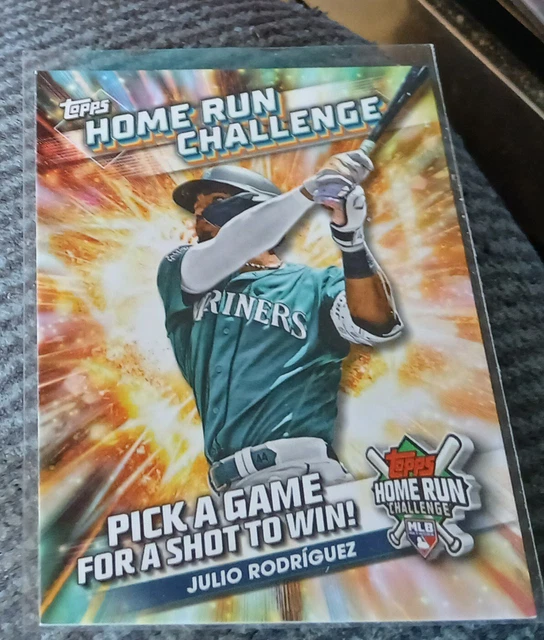 topps
HOME RUN
CHALLENGE
MARINERS
PICK A GAME
FOR A SHOT TO WIN!
JULIO RODRÍGUEZ
topps
HOME RUN
CHALLENGE
MLB